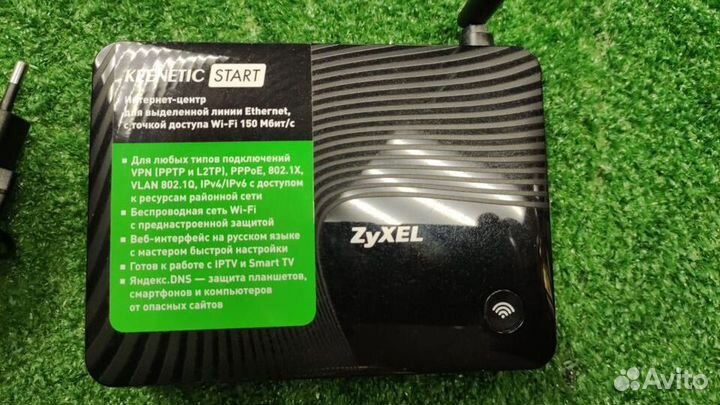 KEENETIC START
Интернет-центр
для выделенной линии Ethernet,
с точкой доступа Wi-Fi 150 Мбит/с
Для любых типов подключений
VPN (PPTP и L2TP), PPPoE, 802.1X,
VLAN 802.1Q, IPv4/IPv6 с доступом
к ресурсам районной сети
Беспроводная сеть Wi-Fi
с преднастроенной защитой
Веб-интерфейс на русском языке
с мастером быстрой настройки
Готов к работе с IPTV и Smart TV
Яндекс.DNS — защита планшетов,
смартфонов и компьютеров
от опасных сайтов
ZyXEL
Avito